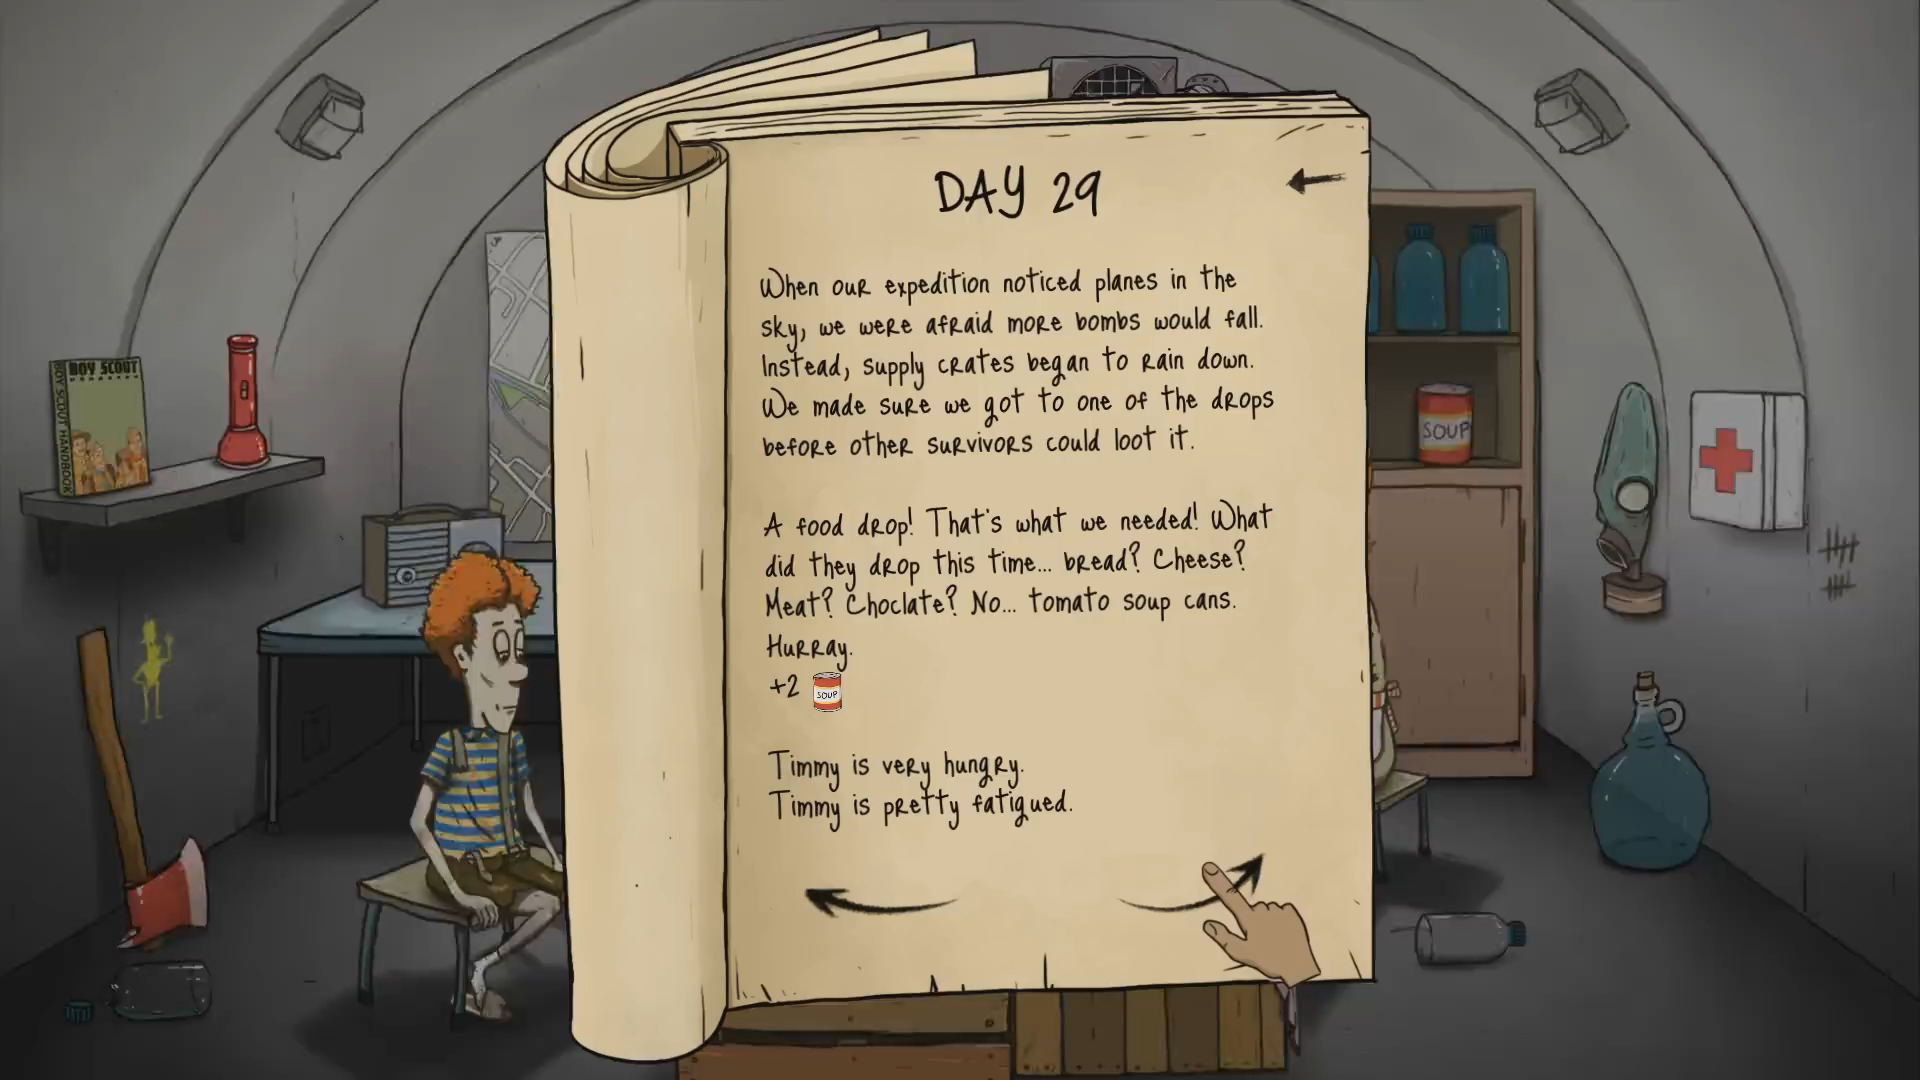 DAY 29
When our expedition noticed planes in the
sky, we were afraid more bombs would fall.
Instead, supply crates began to rain down.
We made sure we got to one of the drops
before other survivors could loot it.
A food drop! That's what we needed! What
did they drop this time... bread? Cheese?
Meat? Choclate? No... tomato soup cans.
Hurray.
+2 SOUP
Timmy is very hungry.
Timmy is pretty fatigued.
BOY SCOUT
BOY SCOUT HANDBOOK
SOUP